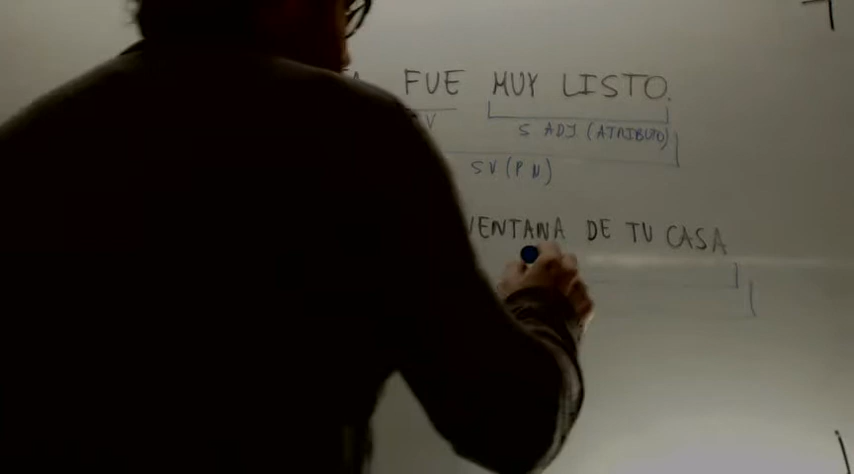 FUE MUY LISTO.
V S ADJ (ATRIBUTO)
SV (PN)
VENTANA DE TU CASA